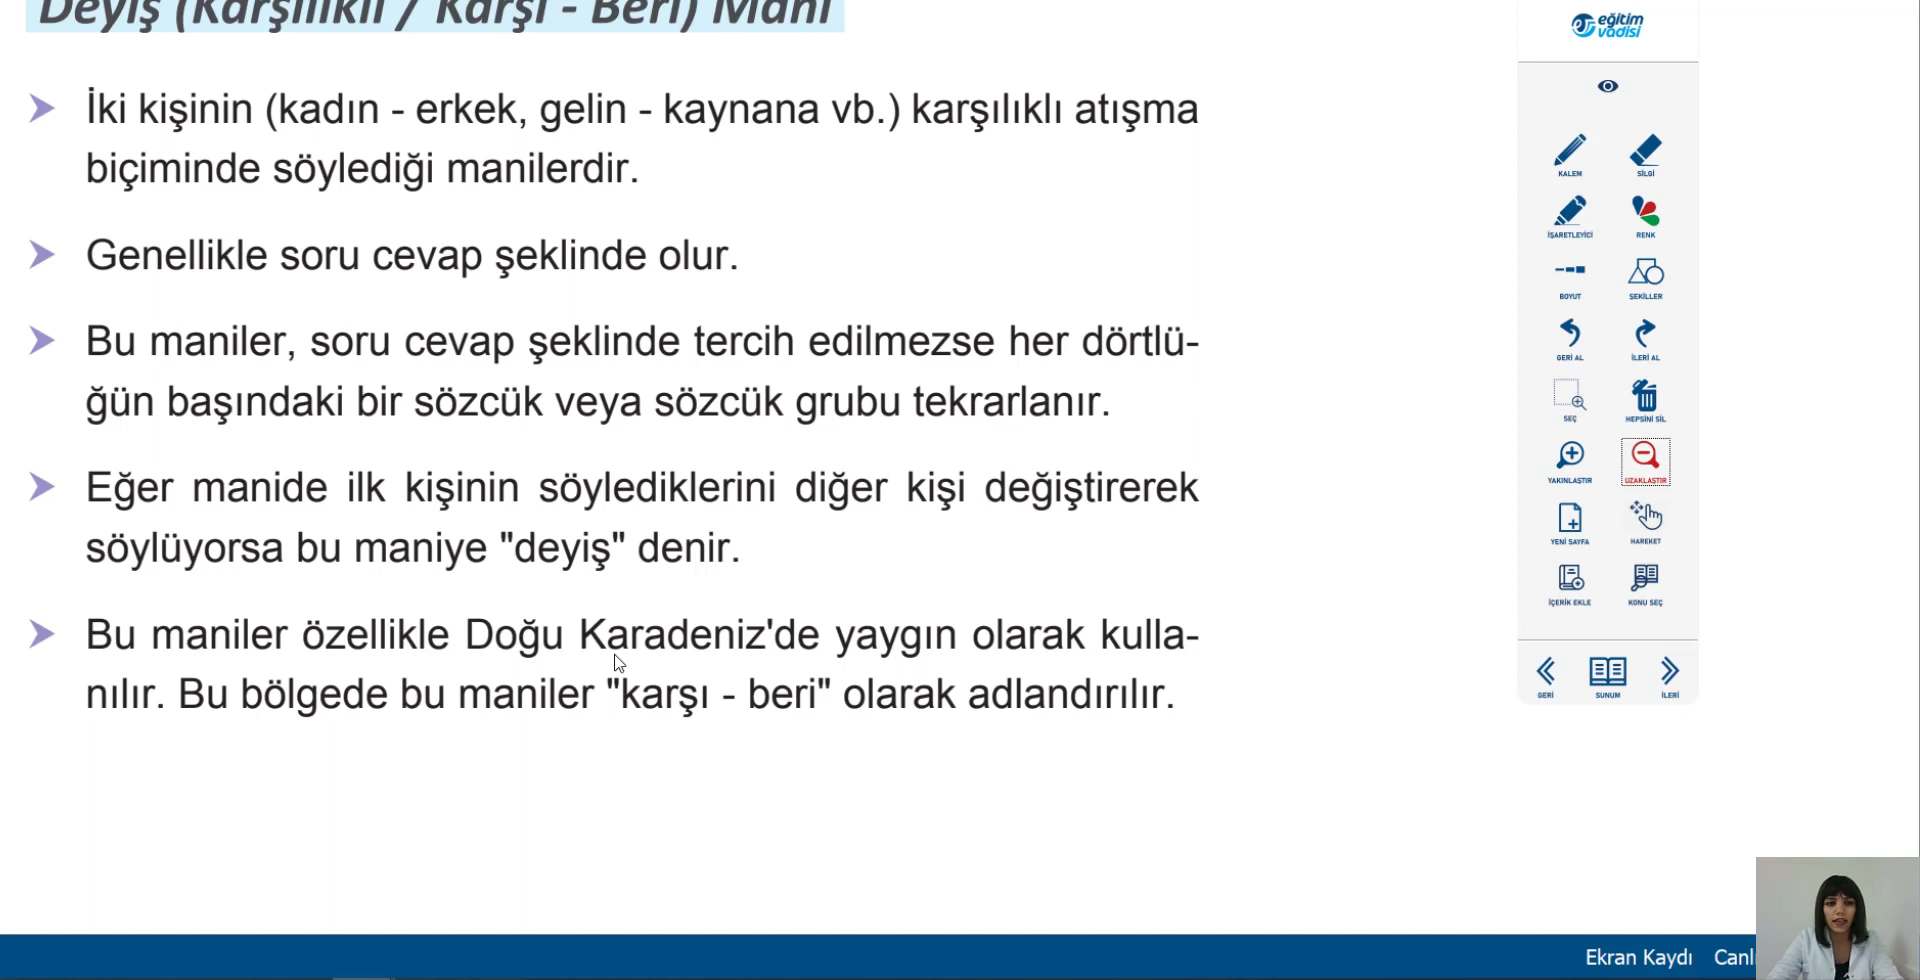 Deyiş (Karşılıklı / Karşı - Beri) Mani
İki kişinin (kadın - erkek, gelin - kaynana vb.) karşılıklı atışma
biçiminde söylediği manilerdir.
Genellikle soru cevap şeklinde olur.
Bu maniler, soru cevap şeklinde tercih edilmezse her dörtlü-
ğün başındaki bir sözcük veya sözcük grubu tekrarlanır.
Eğer manide ilk kişinin söylediklerini diğer kişi değiştirerek
söylüyorsa bu maniye "deyiş" denir.
Bu maniler özellikle Doğu Karadeniz'de yaygın olarak kulla-
nılır. Bu bölgede bu maniler "karşı - beri" olarak adlandırılır.
eğitim
vadisi
KALEM SİLGİ
İŞARETLEYİCİ RENK
BOYUT ŞEKİLLER
GERİ AL İLERİ AL
SEÇ HEPSİNİ SİL
YAKINLAŞTIR UZAKLAŞTIR
YENİ SAYFA HAREKET
İÇERİK EKLE KONU SEÇ
GERİ SUNUM İLERİ
Ekran Kaydı